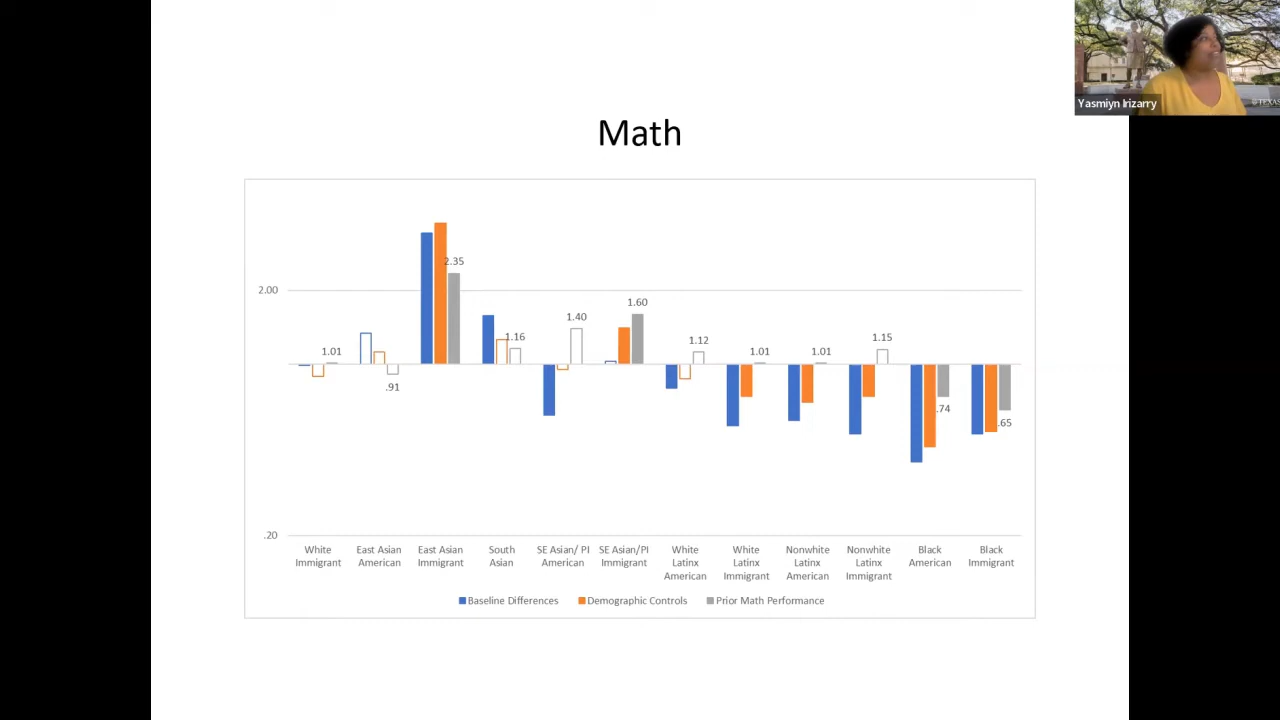 Yasmiyn Irizarry
TEXAS
Math
2.35
2.00
1.60
1.40
1.16
1.15
1.12
1.01
1.01
1.01
.91
.74
.65
.20
White Immigrant
East Asian American
East Asian Immigrant
South Asian
SE Asian/ PI American
SE Asian/PI Immigrant
White Latinx American
White Latinx Immigrant
Nonwhite Latinx American
Nonwhite Latinx Immigrant
Black American
Black Immigrant
Baseline Differences
Demographic Controls
Prior Math Performance